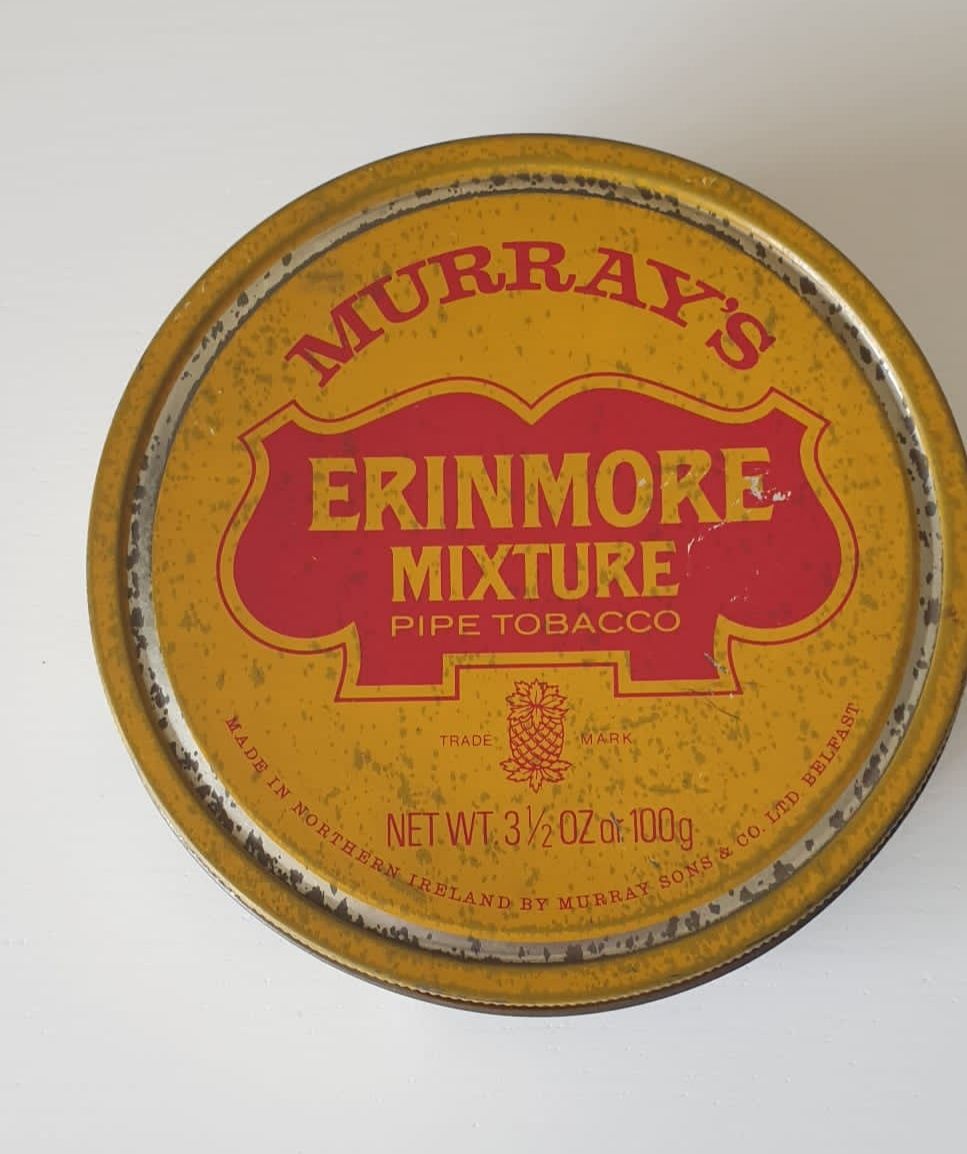 MURRAY'S
ERINMORE
MIXTURE
PIPE TOBACCO
TRADE MARK
NET WT. 3½ OZ or 100g
MADE IN NORTHERN IRELAND BY MURRAY SONS & CO. LTD BELFAST